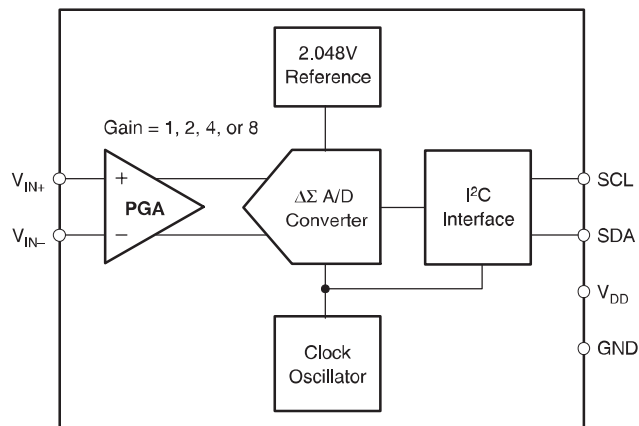 2.048V
Reference
Gain = 1, 2, 4, or 8
V_IN+
+
PGA
V_IN–
–
ΔΣ A/D
Converter
I²C
Interface
SCL
SDA
V_DD
GND
Clock
Oscillator